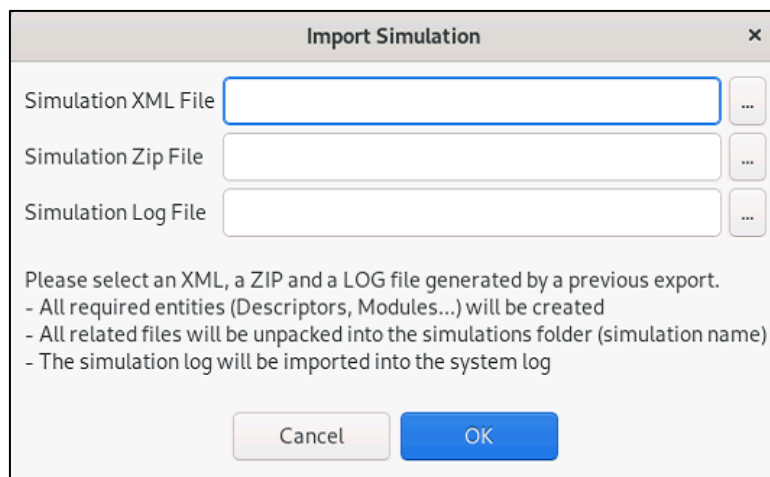 Import Simulation ×
Simulation XML File ...
Simulation Zip File ...
Simulation Log File ...
Please select an XML, a ZIP and a LOG file generated by a previous export.
- All required entities (Descriptors, Modules...) will be created
- All related files will be unpacked into the simulations folder (simulation name)
- The simulation log will be imported into the system log
Cancel OK